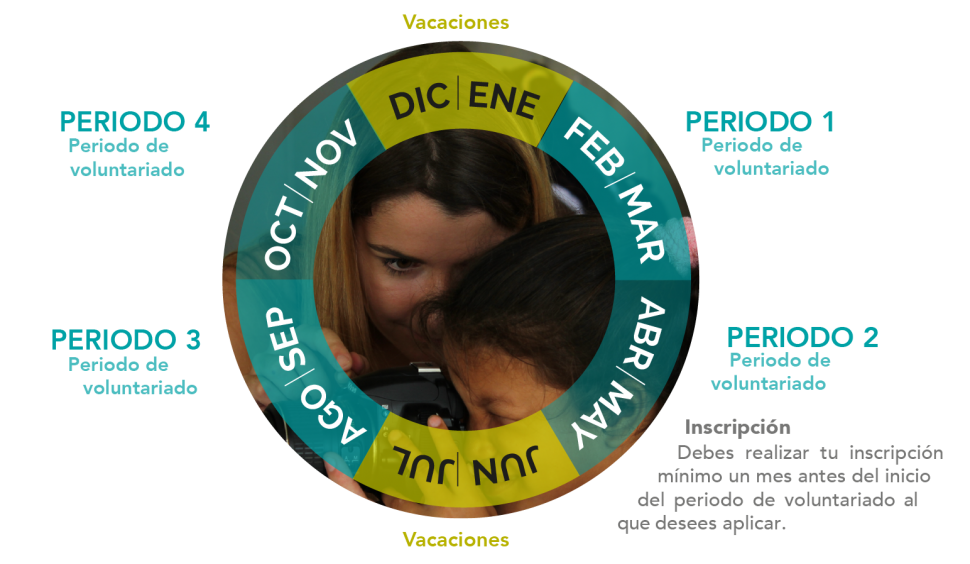 Vacaciones
DIC | ENE
PERIODO 1
Periodo de
voluntariado
FEB | MAR
PERIODO 2
Periodo de
voluntariado
ABR | MAY
Inscripción
Debes realizar tu inscripción
mínimo un mes antes del inicio
del periodo de voluntariado al
que desees aplicar.
JUN | JUL
Vacaciones
PERIODO 3
Periodo de
voluntariado
AGO | SEP
PERIODO 4
Periodo de
voluntariado
OCT | NOV